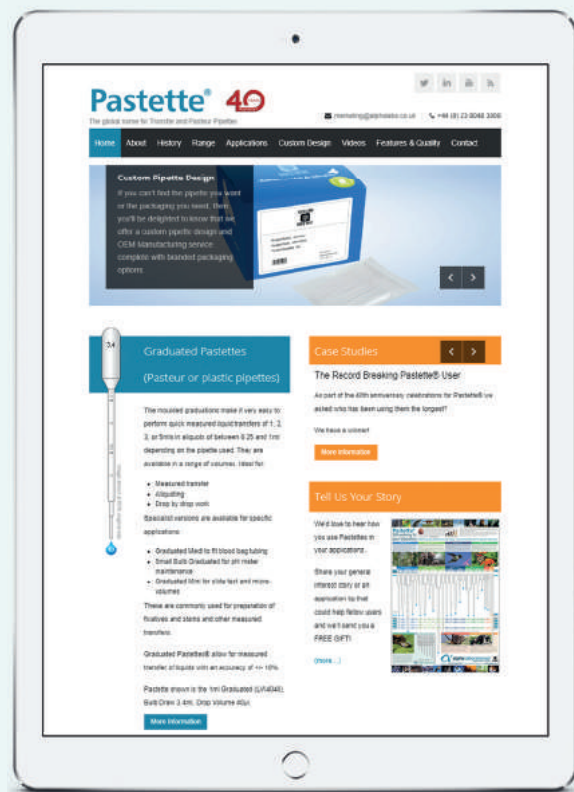 Pastette® 40
The global name for Transfer and Pasteur Pipettes
marketing@alphalabs.co.uk +44 (0) 23 8048 3000
Home About History Range Applications Custom Design Videos Features & Quality Contact
Custom Pipette Design
If you can't find the pipette you want
or the packaging you need, then
you'll be delighted to know that we
offer a custom pipette design and
OEM Manufacturing service
complete with branded packaging
options
Graduated Pastettes
(Pasteur or plastic pipettes)
3.4
The moulded graduations make it very easy to
perform quick measured liquid transfers of 1, 2,
3, or 5mls in aliquots of between 0.25 and 1ml
depending on the pipette used. They are
available in a range of volumes. Ideal for:
Measured transfer
Aliquoting
Drop by drop work
Specialist versions are available for specific
applications
Graduated Medi to fit blood bag tubing
Small Bulb Graduated for pH meter
maintenance
Graduated Mini for slide test and micro-
volumes
These are commonly used for preparation of
fixatives and stains and other measured
transfers.
Graduated Pastettes® allow for measured
transfer of liquids with an accuracy of +/- 10%.
Pastette shown is the 1ml Graduated (LW4040),
Bulb Draw 3.4ml, Drop Volume 40µl.
More Information
Case Studies
The Record Breaking Pastette® User
As part of the 40th anniversary celebrations for Pastette® we
asked who has been using them the longest?
We have a winner!
More Information
Tell Us Your Story
We'd love to hear how
you use Pastettes in
your applications.
Share your general
interest story or an
application tip that
could help fellow users
and we'll send you a
FREE GIFT!
(more…)
Pastette®